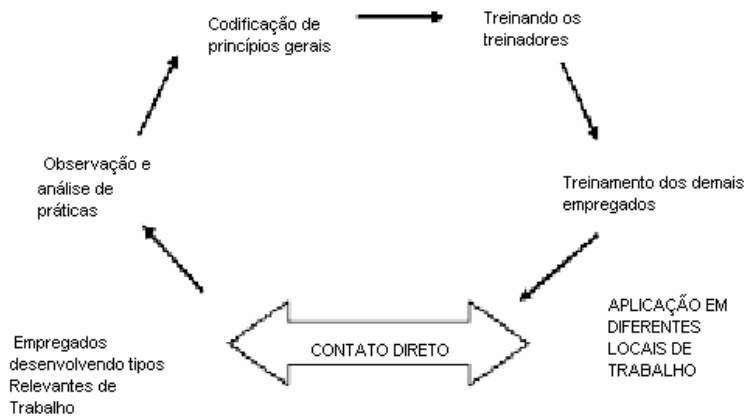 Codificação de
princípios gerais
Treinando os
treinadores
Observação e
análise de
práticas
Treinamento dos demais
empregados
Empregados
desenvolvendo tipos
Relevantes de
Trabalho
CONTATO DIRETO
APLICAÇÃO EM
DIFERENTES
LOCAIS DE
TRABALHO